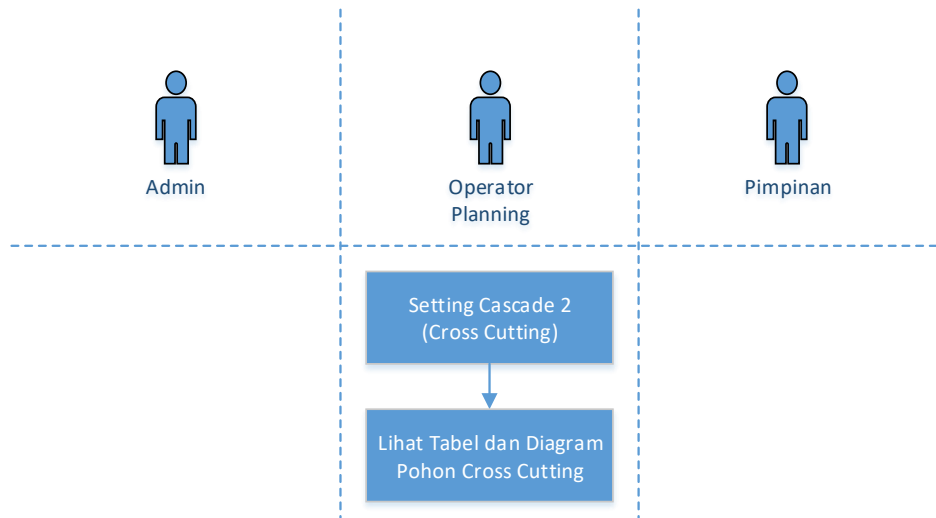 Admin
Operator
Planning
Pimpinan
Setting Cascade 2
(Cross Cutting)
Lihat Tabel dan Diagram
Pohon Cross Cutting